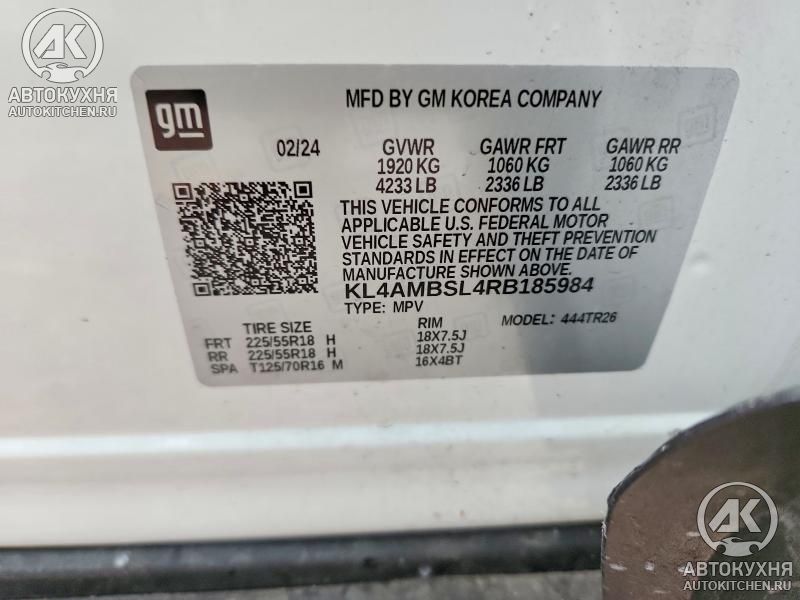 AK
АВТОКУХНЯ
AUTOKITCHEN.RU
gm
MFD BY GM KOREA COMPANY
02/24
GVWR GAWR FRT GAWR RR
1920 KG 1060 KG 1060 KG
4233 LB 2336 LB 2336 LB
THIS VEHICLE CONFORMS TO ALL
APPLICABLE U.S. FEDERAL MOTOR
VEHICLE SAFETY AND THEFT PREVENTION
STANDARDS IN EFFECT ON THE DATE OF
MANUFACTURE SHOWN ABOVE.
KL4AMBSL4RB185984
TYPE: MPV MODEL: 444TR26
TIRE SIZE RIM
FRT 225/55R18 H 18X7.5J
RR 225/55R18 H 18X7.5J
SPA T125/70R16 M 16X4BT
AK
АВТОКУХНЯ
AUTOKITCHEN.RU